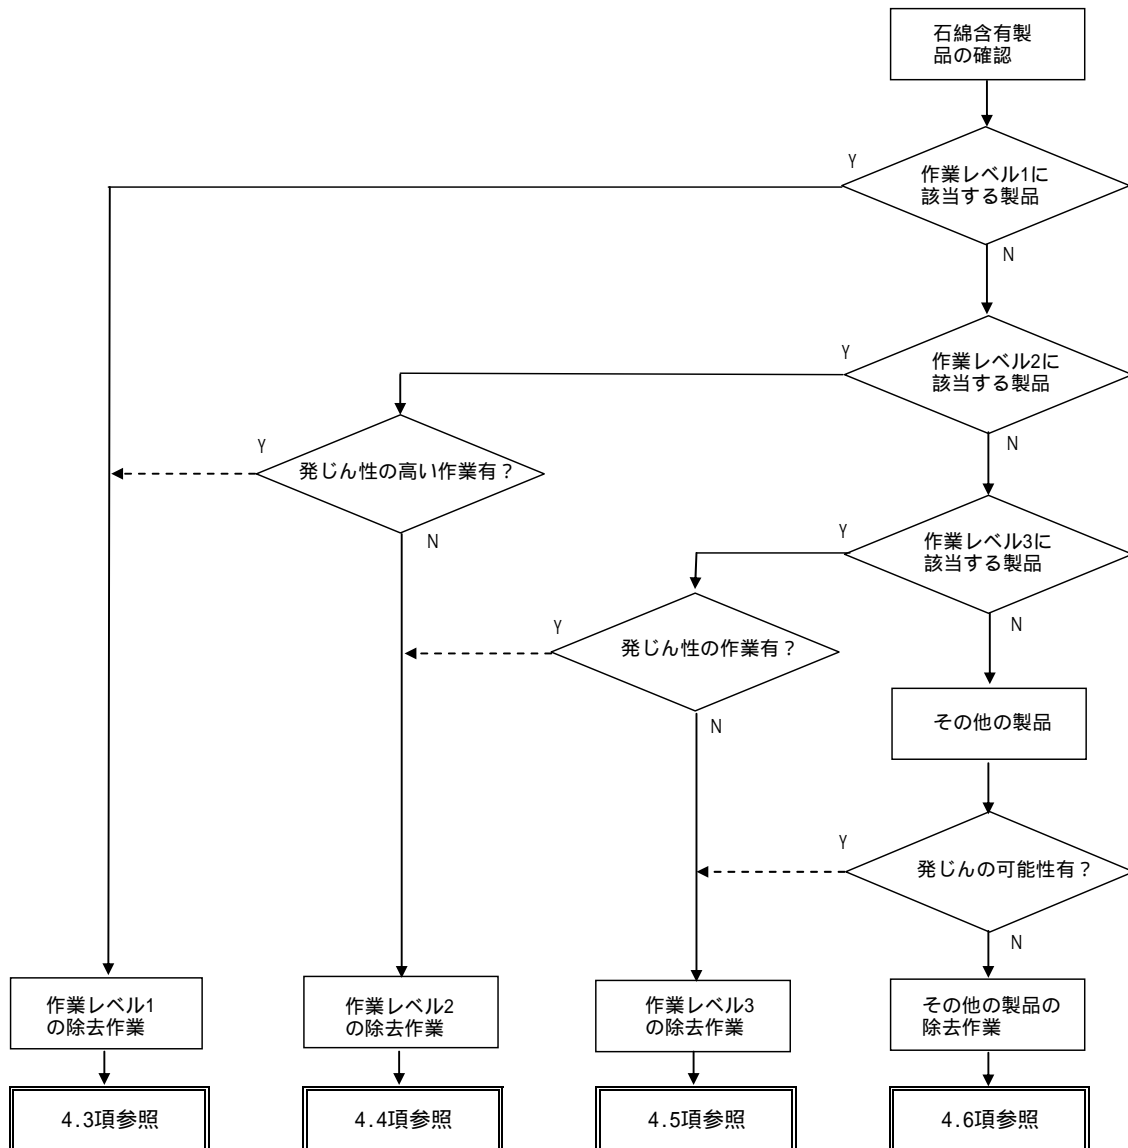 石綿含有製
品の確認
Y
作業レベル1に
該当する製品
N
Y
作業レベル2に
該当する製品
N
Y
発じん性の高い作業有？
N
Y
作業レベル3に
該当する製品
N
Y
発じん性の作業有？
N
その他の製品
Y
発じんの可能性有？
N
作業レベル1
の除去作業
作業レベル2
の除去作業
作業レベル3
の除去作業
その他の製品の
除去作業
4.3項参照
4.4項参照
4.5項参照
4.6項参照